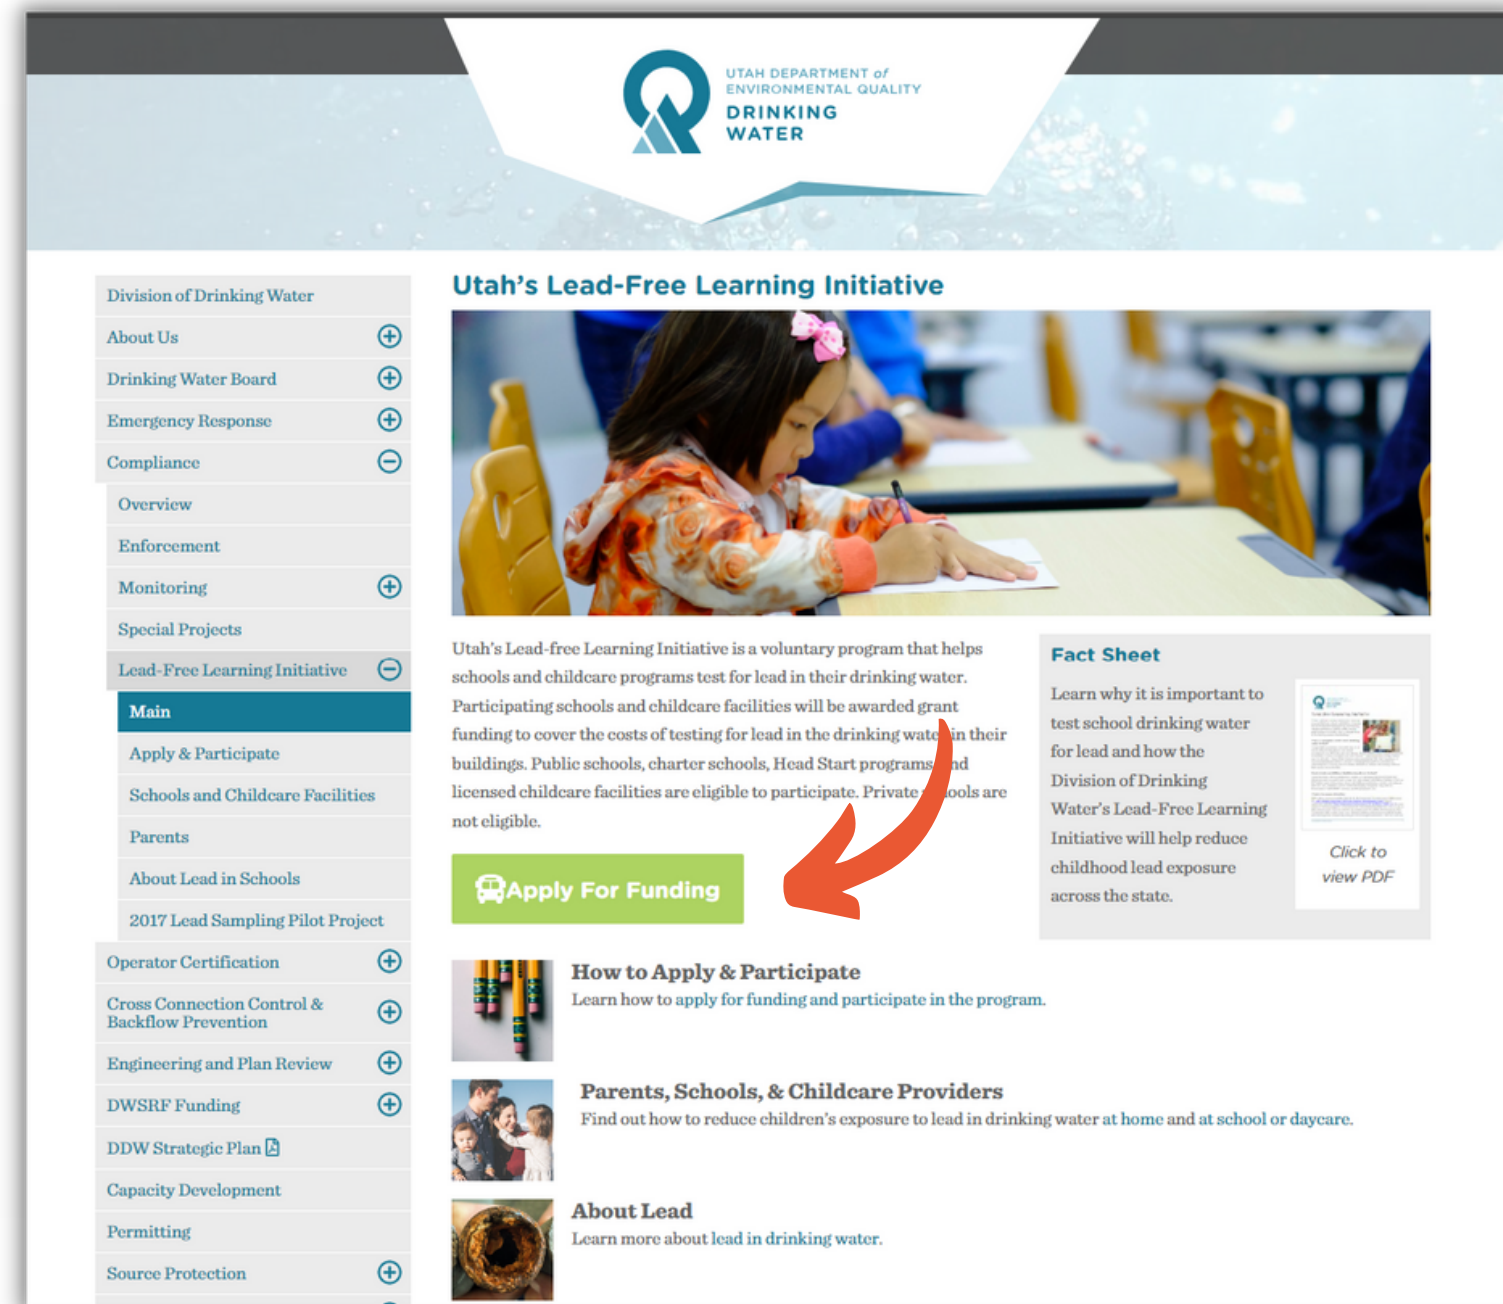 UTAH DEPARTMENT of
ENVIRONMENTAL QUALITY
DRINKING
WATER
Division of Drinking Water
About Us
Drinking Water Board
Emergency Response
Compliance
Overview
Enforcement
Monitoring
Special Projects
Lead-Free Learning Initiative
Main
Apply & Participate
Schools and Childcare Facilities
Parents
About Lead in Schools
2017 Lead Sampling Pilot Project
Operator Certification
Cross Connection Control &
Backflow Prevention
Engineering and Plan Review
DWSRF Funding
DDW Strategic Plan
Capacity Development
Permitting
Source Protection
Utah's Lead-Free Learning Initiative
Utah's Lead-free Learning Initiative is a voluntary program that helps
schools and childcare programs test for lead in their drinking water.
Participating schools and childcare facilities will be awarded grant
funding to cover the costs of testing for lead in the drinking water in their
buildings. Public schools, charter schools, Head Start programs, and
licensed childcare facilities are eligible to participate. Private schools are
not eligible.
Apply For Funding
Fact Sheet
Learn why it is important to
test school drinking water
for lead and how the
Division of Drinking
Water's Lead-Free Learning
Initiative will help reduce
childhood lead exposure
across the state.
Click to
view PDF
How to Apply & Participate
Learn how to apply for funding and participate in the program.
Parents, Schools, & Childcare Providers
Find out how to reduce children's exposure to lead in drinking water at home and at school or daycare.
About Lead
Learn more about lead in drinking water.